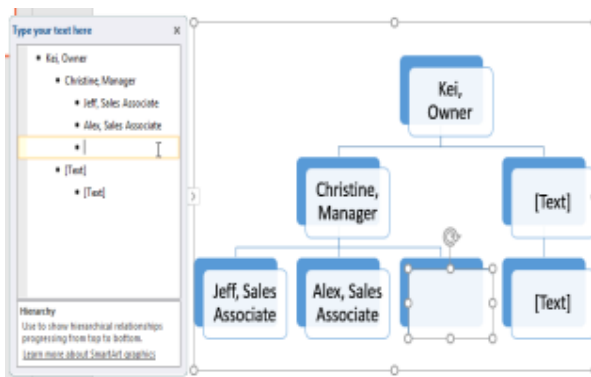 Type your text here
Kei, Owner
Christine, Manager
Jeff, Sales Associate
Alex, Sales Associate
[Text]
[Text]
Hierarchy
Use to show hierarchical relationships
progressing from top to bottom.
Learn more about SmartArt graphics
Kei,
Owner
Christine,
Manager
[Text]
Jeff, Sales
Associate
Alex, Sales
Associate
[Text]